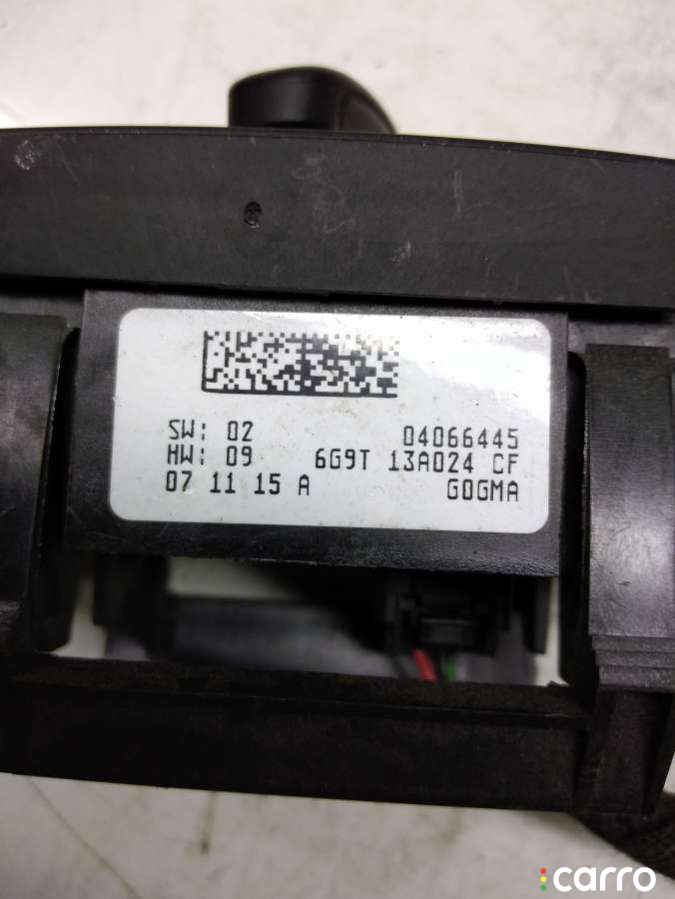 SW: 02 04066445
HW: 09 6G9T 13A024 CF
07 11 15 A GOGMA
carro